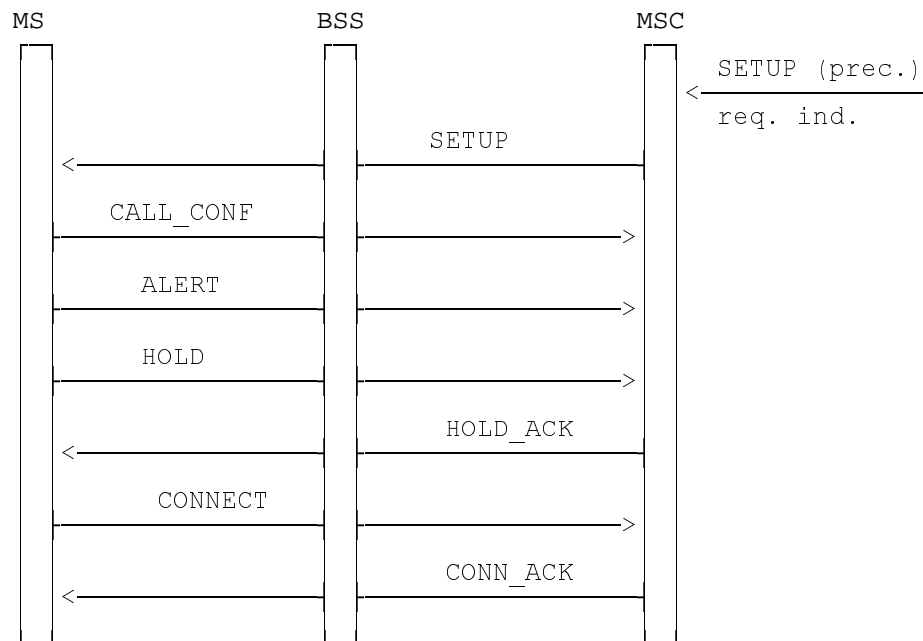 MS BSS MSC
SETUP (prec.)
req. ind.
SETUP
CALL_CONF
ALERT
HOLD
HOLD_ACK
CONNECT
CONN_ACK